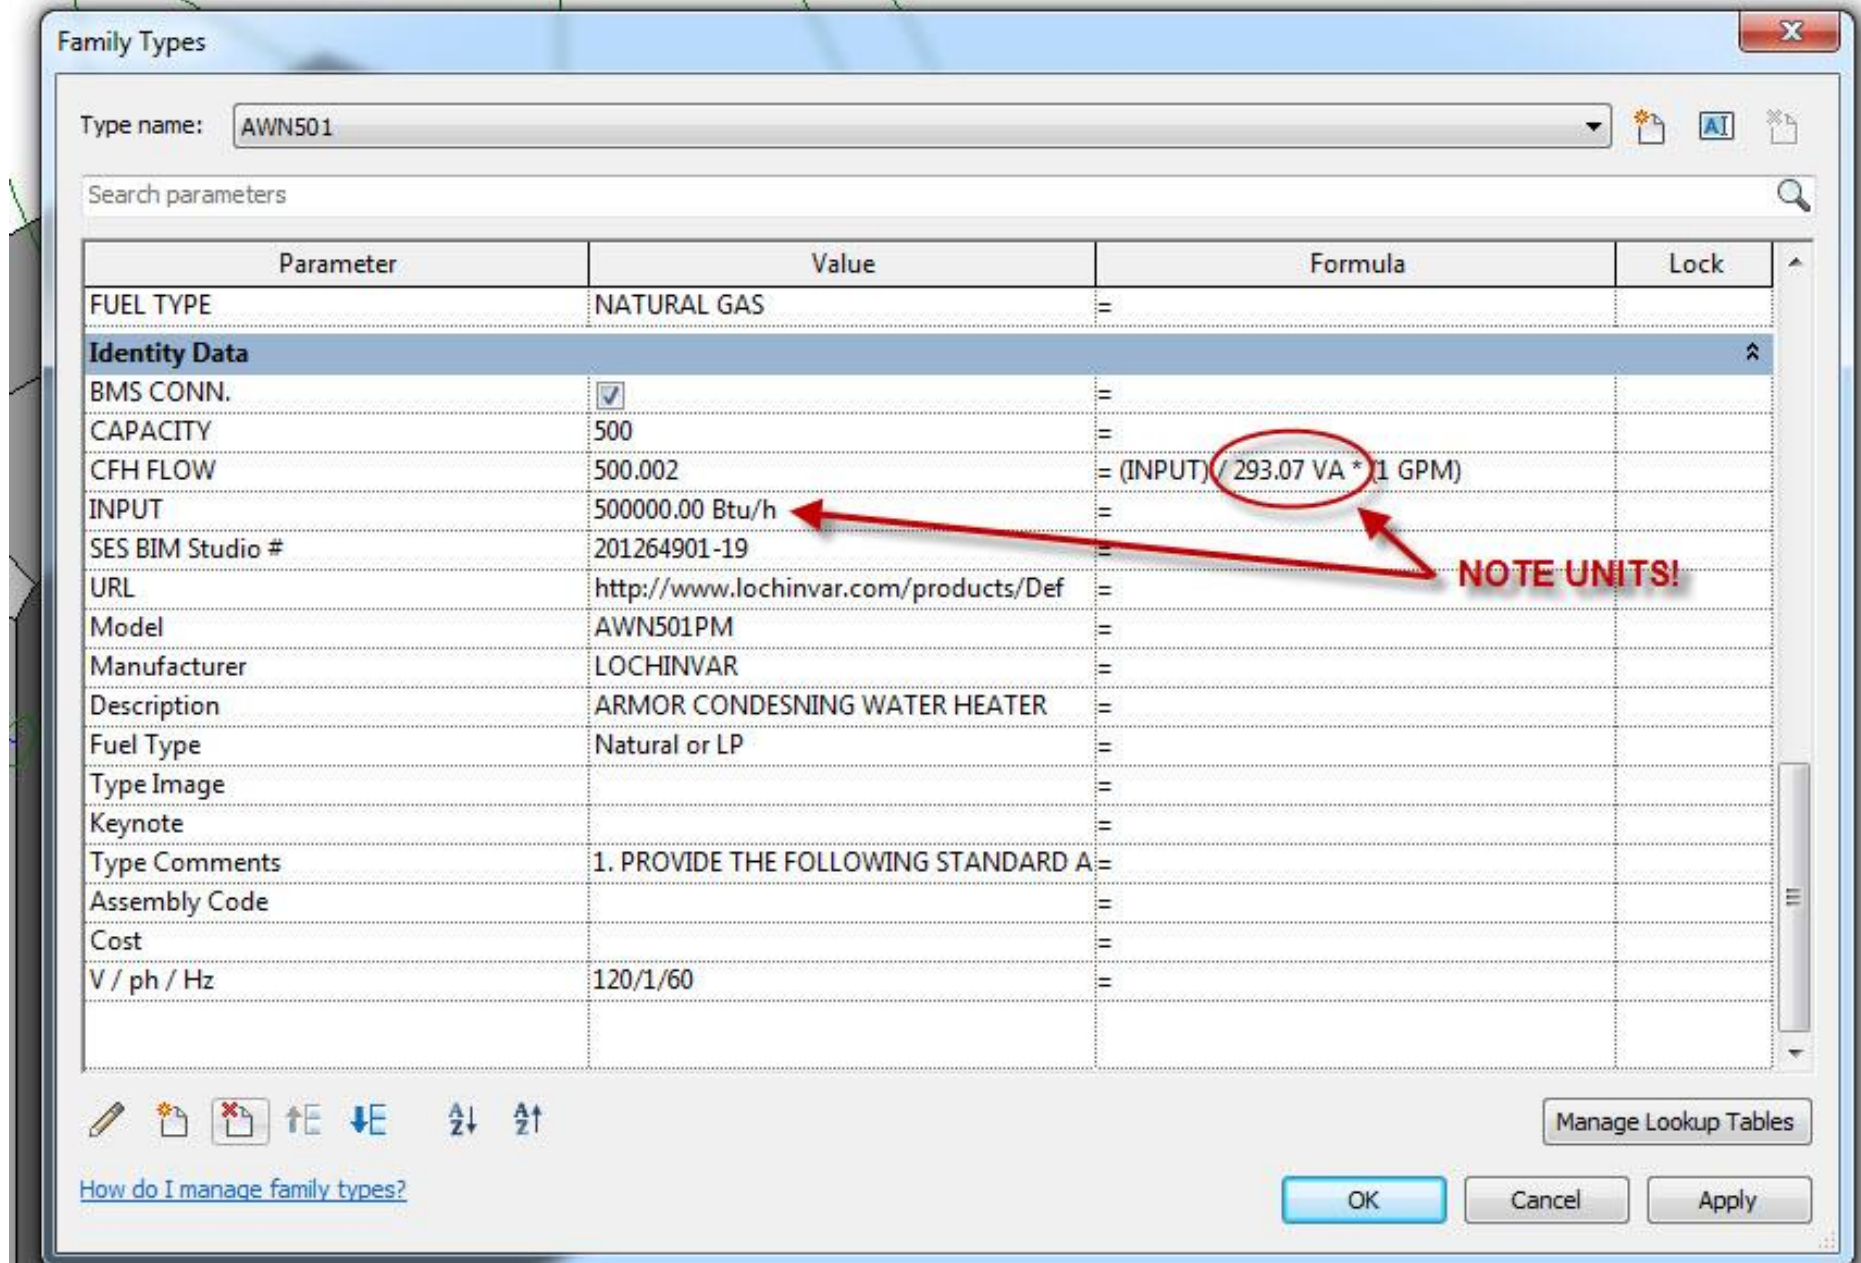 Family Types
X
Type name: AWN501
AI
Search parameters
Parameter Value Formula Lock
FUEL TYPE NATURAL GAS =
Identity Data
BMS CONN. =
CAPACITY 500 =
CFH FLOW 500.002 = (INPUT) / 293.07 VA * (1 GPM)
INPUT 500000.00 Btu/h =
SES BIM Studio # 201264901-19 =
NOTE UNITS!
URL http://www.lochinvar.com/products/Def =
Model AWN501PM =
Manufacturer LOCHINVAR =
Description ARMOR CONDESNING WATER HEATER =
Fuel Type Natural or LP =
Type Image =
Keynote =
Type Comments 1. PROVIDE THE FOLLOWING STANDARD A =
Assembly Code =
Cost =
V / ph / Hz 120/1/60 =
Manage Lookup Tables
How do I manage family types?
OK Cancel Apply